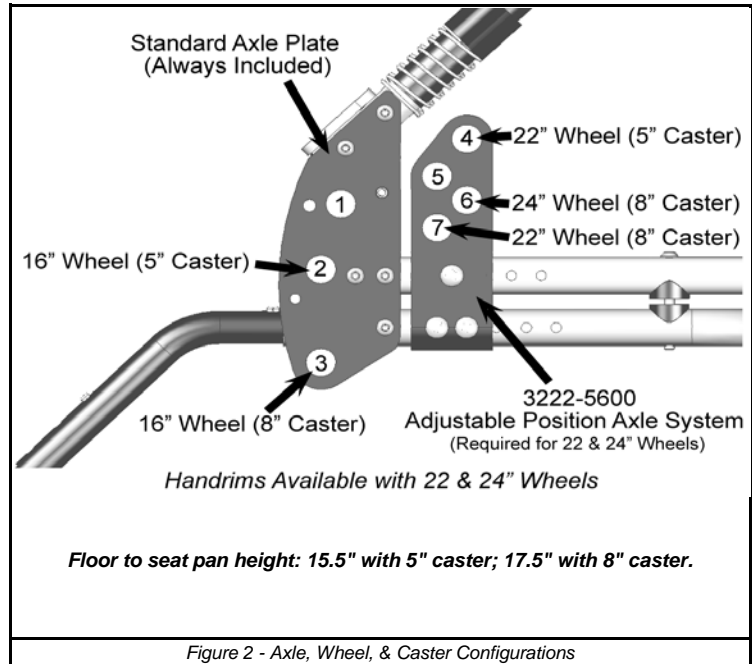 Standard Axle Plate
(Always Included)
4
22" Wheel (5" Caster)
5
1
6
24" Wheel (8" Caster)
7
22" Wheel (8" Caster)
16" Wheel (5" Caster)
2
3
16" Wheel (8" Caster)
3222-5600
Adjustable Position Axle System
(Required for 22 & 24" Wheels)
Handrims Available with 22 & 24" Wheels
Floor to seat pan height: 15.5" with 5" caster; 17.5" with 8" caster.
Figure 2 - Axle, Wheel, & Caster Configurations